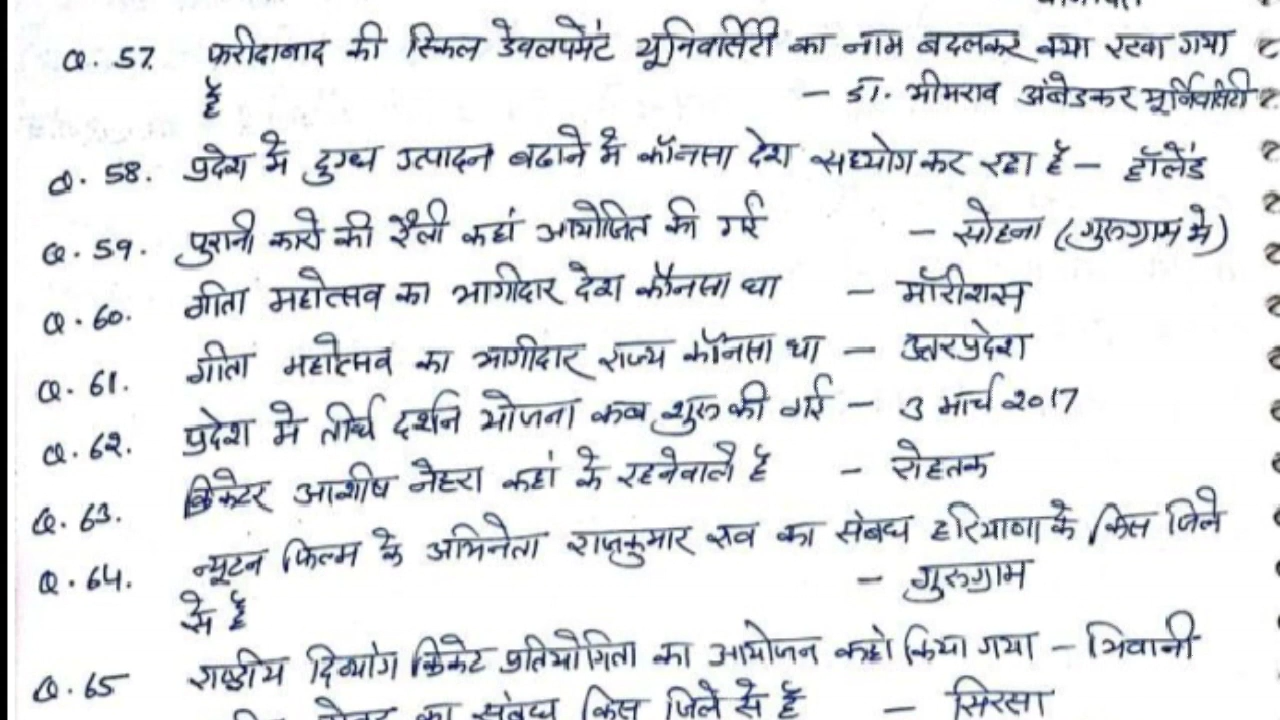 Q. 57. फरीदाबाद की स्किल डेवलपमेंट यूनिवर्सिटी का नाम बदलकर क्या रखा गया
है - डा. भीमराव अंबेडकर यूनिवर्सिटी
Q. 58. प्रदेश मे दुग्ध उत्पादन बढाने मे कॉनसा देश सहयोग कर रहा है - हॉलैंड
Q. 59. पुरानी कारो की रैली कहां आयोजित की गई - सोहना (गुरुग्राम मे)
Q. 60. गीता महोत्सव का भागीदार देश कौनसा था - मॉरीशस
Q. 61. गीता महोत्सव का भागीदार राज्य कॉनसा था - उत्तरप्रदेश
Q. 62. प्रदेश मे तीर्थ दर्शन योजना कब शुरु की गई - 3 मार्च 2017
Q. 63. क्रिकेटर आशीष नेहरा कहां के रहनेवाले है - रोहतक
Q. 64. न्यूटन फिल्म के अभिनेता राजकुमार राव का संबध हरियाणा के किस जिले
से है - गुरुग्राम
Q. 65 राष्ट्रीय दिव्यांग क्रिकेट प्रतियोगिता का आयोजन कहां किया गया - भिवानी
का संबध किस जिले से है - सिरसा